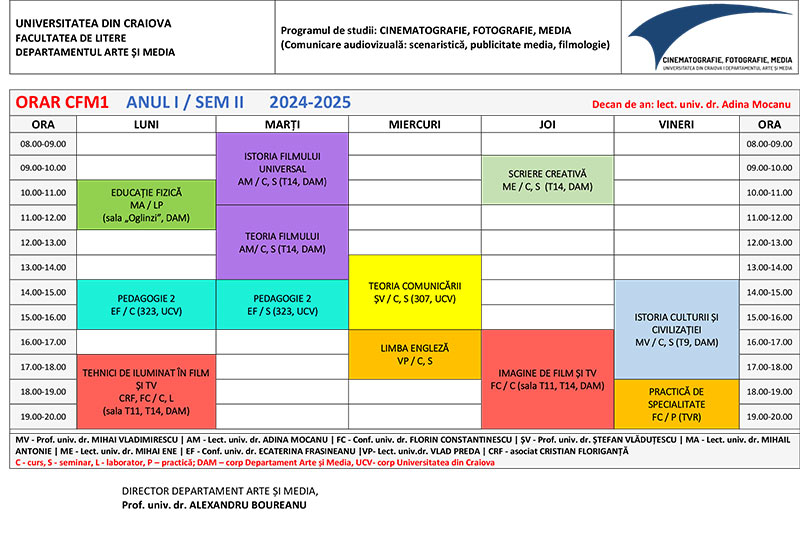 UNIVERSITATEA DIN CRAIOVA
FACULTATEA DE LITERE
DEPARTAMENTUL ARTE ȘI MEDIA
Programul de studii: CINEMATOGRAFIE, FOTOGRAFIE, MEDIA
(Comunicare audiovizuală: scenaristică, publicitate media, filmologie)
CINEMATOGRAFIE, FOTOGRAFIE, MEDIA
UNIVERSITATEA DIN CRAIOVA I DEPARTAMENTUL ARTE ȘI MEDIA
ORAR CFM1 ANUL I / SEM II 2024-2025
Decan de an: lect. univ. dr. Adina Mocanu
ORA LUNI MARȚI MIERCURI JOI VINERI ORA
08.00-09.00 08.00-09.00
ISTORIA FILMULUI
UNIVERSAL
AM / C, S (T14, DAM)
09.00-10.00 09.00-10.00
SCRIERE CREATIVĂ
ME / C, S (T14, DAM)
10.00-11.00 10.00-11.00
EDUCAȚIE FIZICĂ
MA / LP
(sala „Oglinzi”, DAM)
11.00-12.00 11.00-12.00
TEORIA FILMULUI
AM/ C, S (T14, DAM)
12.00-13.00 12.00-13.00
13.00-14.00 13.00-14.00
TEORIA COMUNICĂRII
ȘV / C, S (307, UCV)
14.00-15.00 14.00-15.00
PEDAGOGIE 2
EF / C (323, UCV)
PEDAGOGIE 2
EF / S (323, UCV)
ISTORIA CULTURII ȘI
CIVILIZAȚIEI
MV / C, S (T9, DAM)
15.00-16.00 15.00-16.00
16.00-17.00 16.00-17.00
LIMBA ENGLEZĂ
VP / C, S
17.00-18.00 17.00-18.00
TEHNICI DE ILUMINAT ÎN FILM
ȘI TV
CRF, FC / C, L
(sala T11, T14, DAM)
IMAGINE DE FILM ȘI TV
FC / C (sala T11, T14, DAM)
18.00-19.00 18.00-19.00
PRACTICĂ DE
SPECIALITATE
FC / P (TVR)
19.00-20.00 19.00-20.00
MV - Prof. univ. dr. MIHAI VLADIMIRESCU | AM - Lect. univ. dr. ADINA MOCANU | FC - Conf. univ. dr. FLORIN CONSTANTINESCU | ȘV - Prof. univ. dr. ȘTEFAN VLĂDUȚESCU | MA - Lect. univ. dr. MIHAIL
ANTONIE | ME - Lect. univ. dr. MIHAI ENE | EF - Conf. univ. dr. ECATERINA FRASINEANU |VP- Lect. univ.dr. VLAD PREDA | CRF - asociat CRISTIAN FLORIGANȚĂ
C - curs, S - seminar, L - laborator, P – practică; DAM – corp Departament Arte și Media, UCV- corp Universitatea din Craiova
DIRECTOR DEPARTAMENT ARTE ȘI MEDIA,
Prof. univ. dr. ALEXANDRU BOUREANU